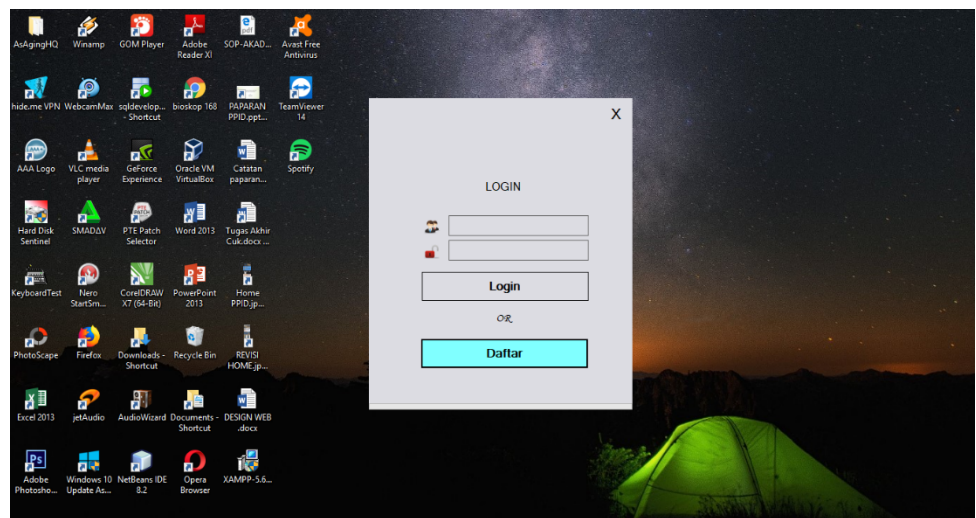 AsAgingHQ
Winamp
GOM Player
Adobe
Reader XI
SOP-AKAD...
Avast Free
Antivirus
hide.me VPN
WebcamMax
sqldevelop...
- Shortcut
bioskop 168
PAPARAN
PPID.ppt...
TeamViewer
14
AAA Logo
VLC media
player
GeForce
Experience
Oracle VM
VirtualBox
Catatan
paparan...
Spotify
Hard Disk
Sentinel
SMADΔV
PTE Patch
Selector
Word 2013
Tugas Akhir
Cuk.docx ...
KeyboardTest
Nero
StartSm...
CorelDRAW
X7 (64-Bit)
PowerPoint
2013
Home
PPID.jp...
PhotoScape
Firefox
Downloads -
Shortcut
Recycle Bin
REVISI
HOME.jp...
Excel 2013
jetAudio
AudioWizard
Documents -
Shortcut
DESIGN WEB
.docx
Adobe
Photosho...
Windows 10
Update As...
NetBeans IDE
8.2
Opera
Browser
XAMPP-5.6...
X
LOGIN
Login
OR
Daftar